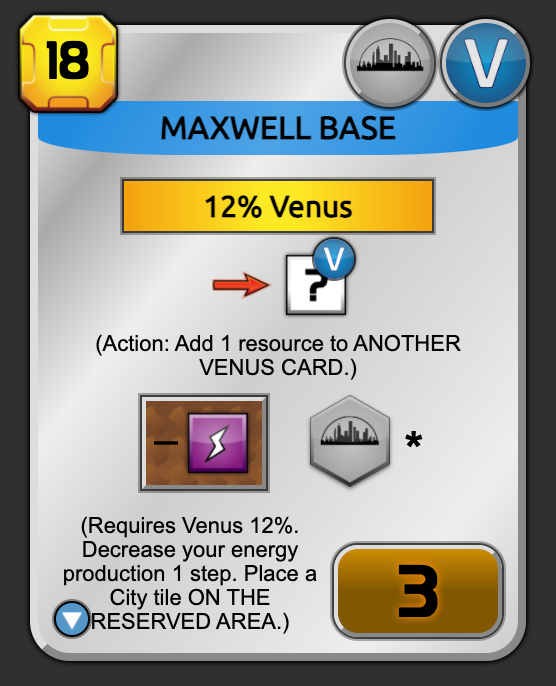 18
V
MAXWELL BASE
12% Venus
V
?
(Action: Add 1 resource to ANOTHER
VENUS CARD.)
*
(Requires Venus 12%.
Decrease your energy
production 1 step. Place a
City tile ON THE
RESERVED AREA.)
3